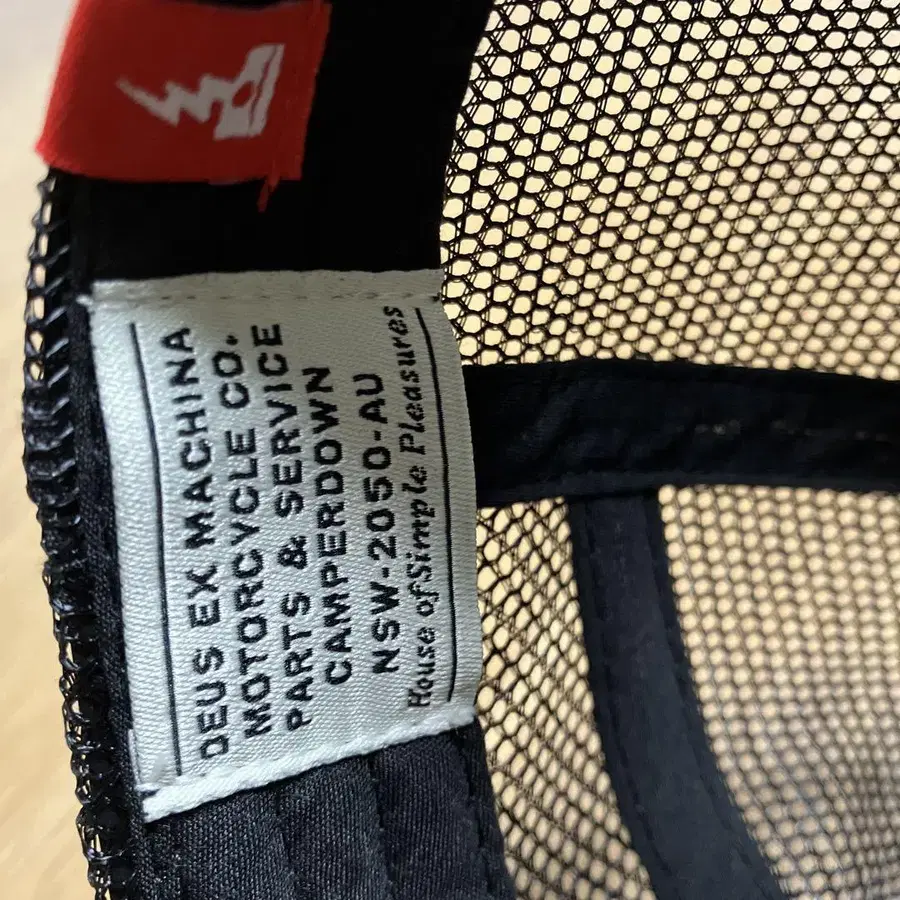 DEUS EX MACHINA
MOTORCYCLE CO.
PARTS & SERVICE
CAMPERDOWN
NSW-2050-AU
House of Simple Pleasures